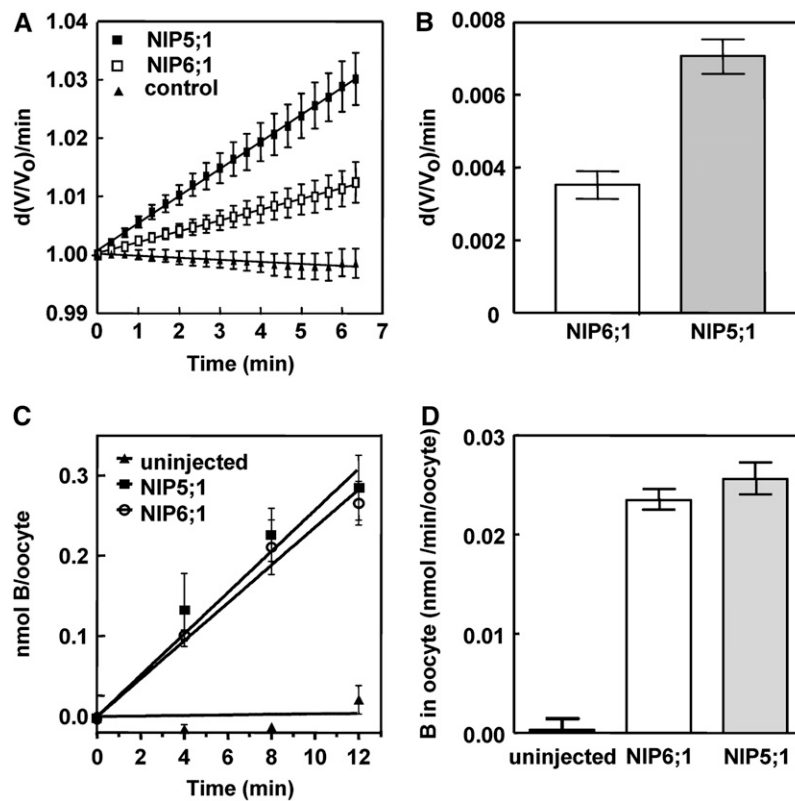 A
d(V/VO)/min
1.04
1.03
1.02
1.01
1.00
0.99
NIP5;1
NIP6;1
control
0 1 2 3 4 5 6 7
Time (min)
B
d(V/VO)/min
0.008
0.006
0.004
0.002
0
NIP6;1 NIP5;1
C
nmol B/oocyte
0.3
0.2
0.1
0.0
uninjected
NIP5;1
NIP6;1
0 2 4 6 8 10 12
Time (min)
D
B in oocyte (nmol /min/oocyte)
0.03
0.02
0.01
0.00
uninjected NIP6;1 NIP5;1